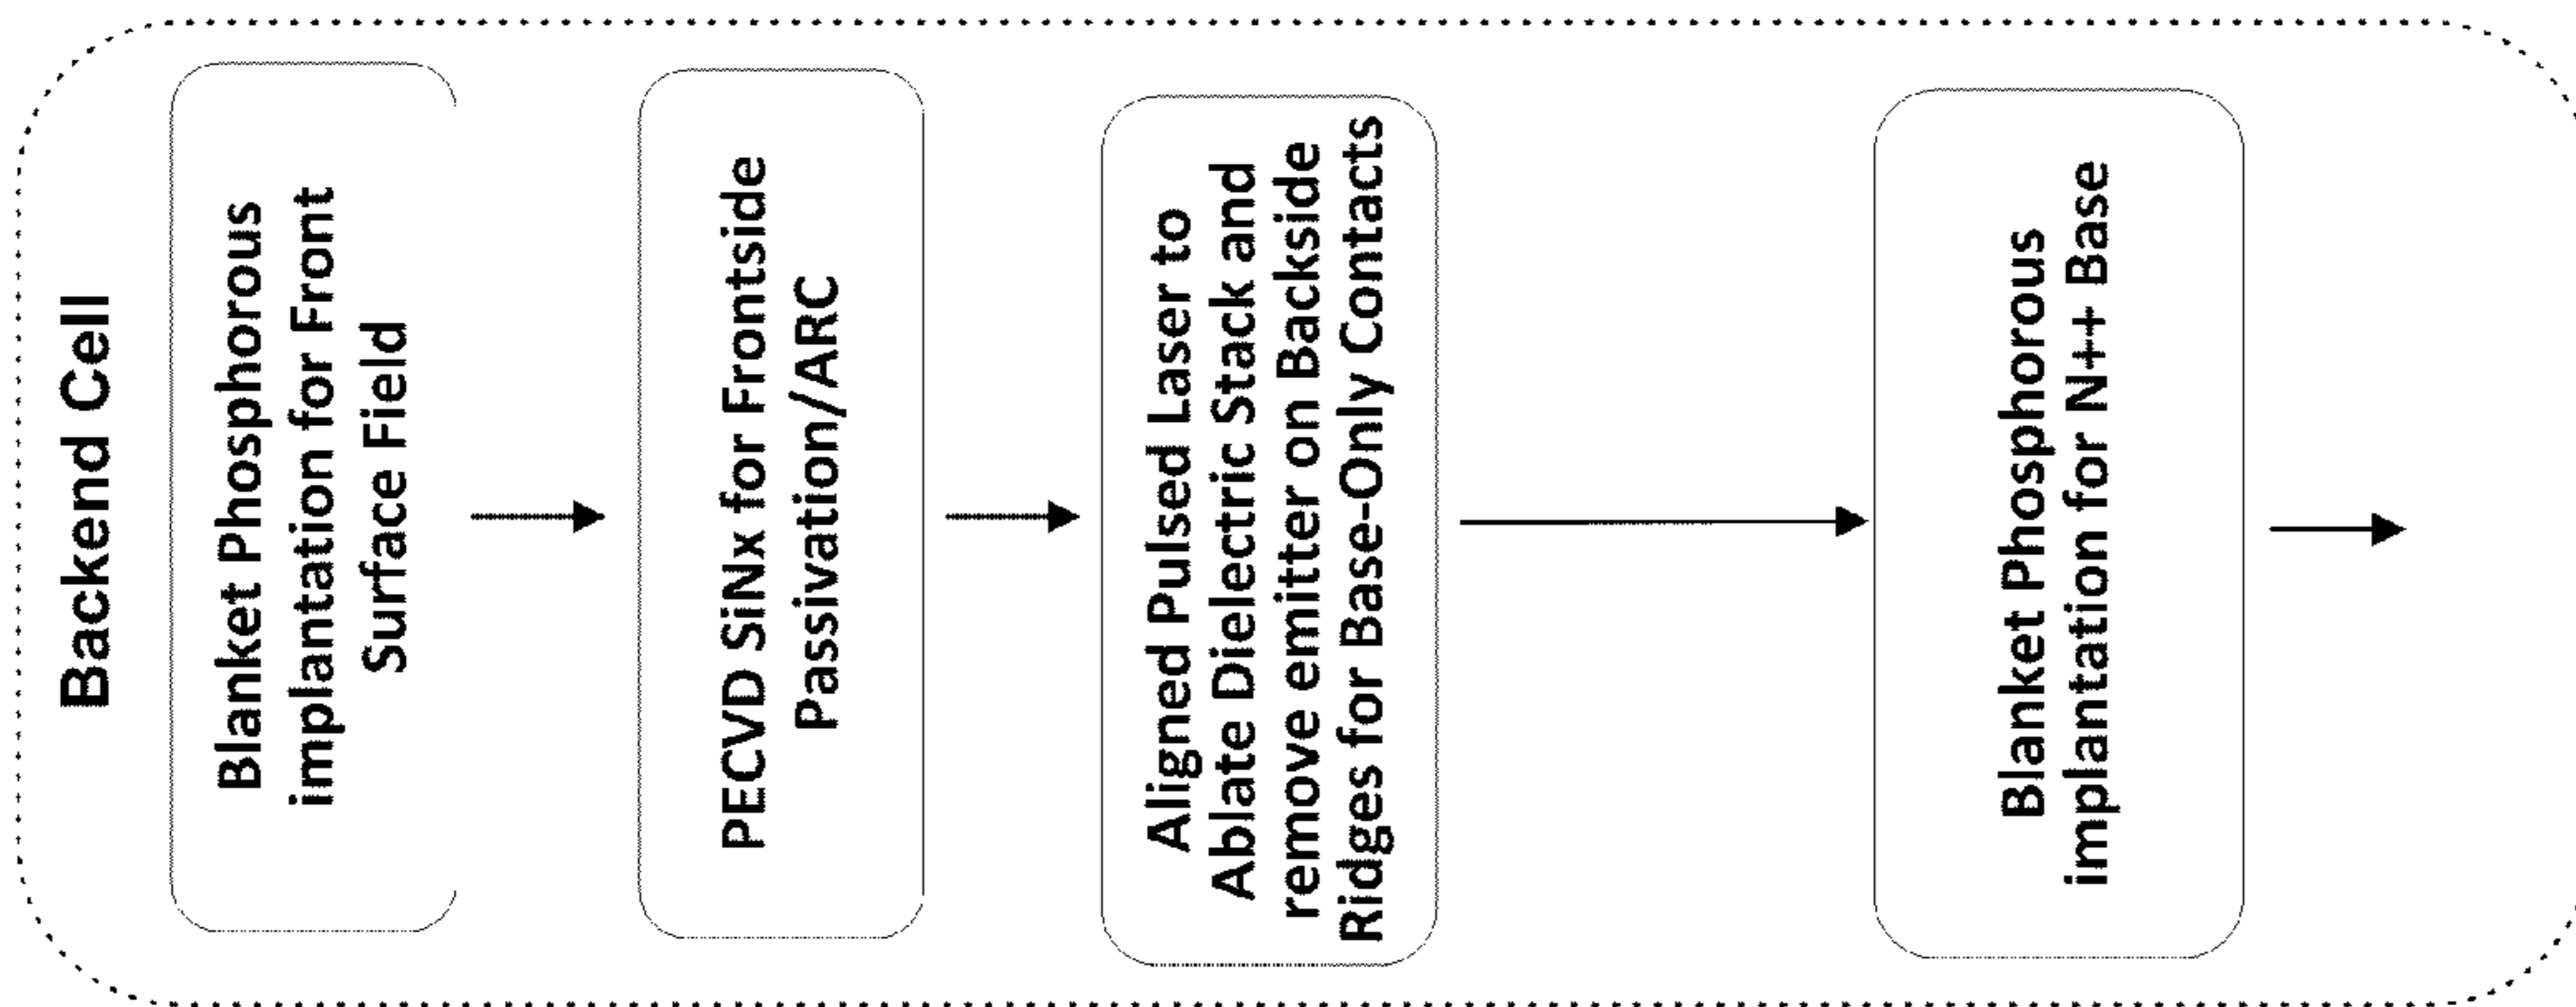 Backend Cell
Blanket Phosphorous
implantation for Front
Surface Field
PECVD SiNx for Frontside
Passivation/ARC
Aligned Pulsed Laser to
Ablate Dielectric Stack and
remove emitter on Backside
Ridges for Base-Only Contacts
Blanket Phosphorous
implantation for N++ Base